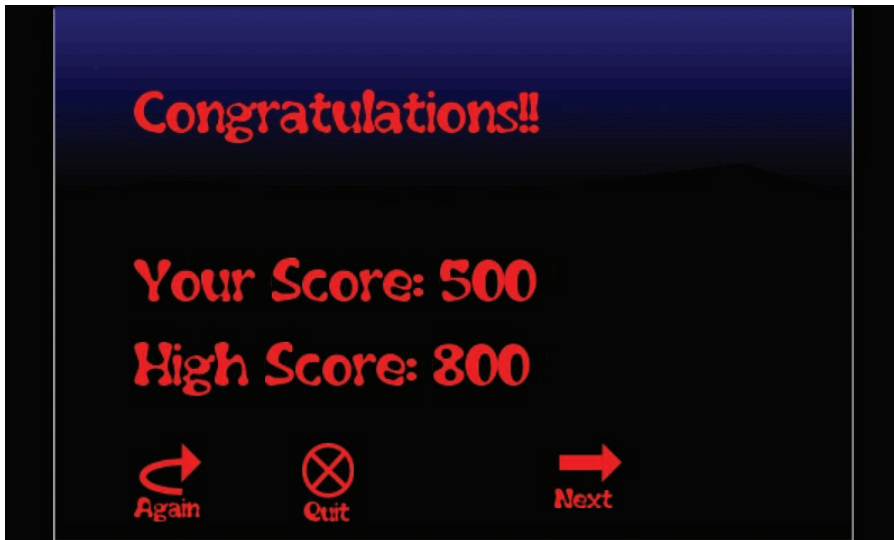 Congratulations!!
Your Score: 500
High Score: 800
Again Quit Next